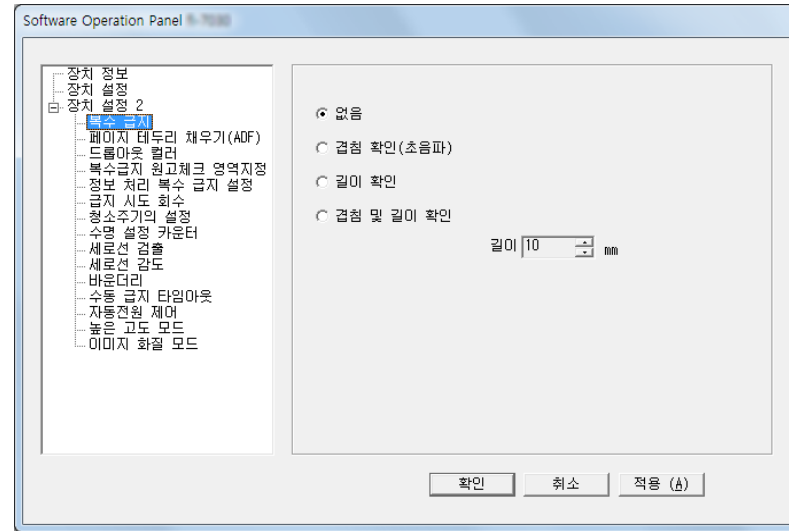 Software Operation Panel
장치 정보
장치 설정
장치 설정 2
복수 급지
페이지 테두리 채우기(ADF)
드롭아웃 컬러
복수급지 원고체크 영역지정
정보 처리 복수 급지 설정
급지 시도 회수
청소주기의 설정
수명 설정 카운터
세로선 검출
세로선 감도
바운더리
수동 급지 타임아웃
자동전원 제어
높은 고도 모드
이미지 화질 모드
없음
겹침 확인(초음파)
길이 확인
겹침 및 길이 확인
길이 10 mm
확인 취소 적용 (A)